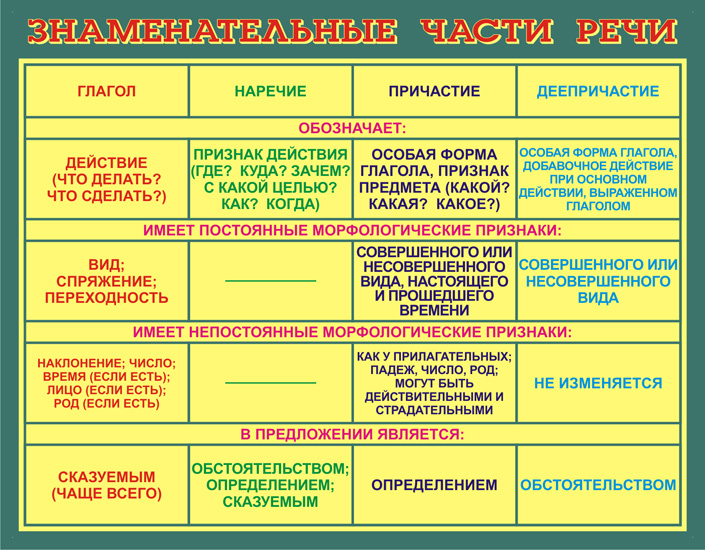 ЗНАМЕНАТЕЛЬНЫЕ ЧАСТИ РЕЧИ
ГЛАГОЛ
НАРЕЧИЕ
ПРИЧАСТИЕ
ДЕЕПРИЧАСТИЕ
ОБОЗНАЧАЕТ:
ДЕЙСТВИЕ
(ЧТО ДЕЛАТЬ?
ЧТО СДЕЛАТЬ?)
ПРИЗНАК ДЕЙСТВИЯ
(ГДЕ? КУДА? ЗАЧЕМ?
С КАКОЙ ЦЕЛЬЮ?
КАК? КОГДА)
ОСОБАЯ ФОРМА
ГЛАГОЛА, ПРИЗНАК
ПРЕДМЕТА (КАКОЙ?
КАКАЯ? КАКОЕ?)
ОСОБАЯ ФОРМА ГЛАГОЛА,
ДОБАВОЧНОЕ ДЕЙСТВИЕ
ПРИ ОСНОВНОМ
ДЕЙСТВИИ, ВЫРАЖЕННОМ
ГЛАГОЛОМ
ИМЕЕТ ПОСТОЯННЫЕ МОРФОЛОГИЧЕСКИЕ ПРИЗНАКИ:
ВИД;
СПРЯЖЕНИЕ;
ПЕРЕХОДНОСТЬ
СОВЕРШЕННОГО ИЛИ
НЕСОВЕРШЕННОГО
ВИДА, НАСТОЯЩЕГО
И ПРОШЕДШЕГО
ВРЕМЕНИ
СОВЕРШЕННОГО ИЛИ
НЕСОВЕРШЕННОГО
ВИДА
ИМЕЕТ НЕПОСТОЯННЫЕ МОРФОЛОГИЧЕСКИЕ ПРИЗНАКИ:
НАКЛОНЕНИЕ; ЧИСЛО;
ВРЕМЯ (ЕСЛИ ЕСТЬ);
ЛИЦО (ЕСЛИ ЕСТЬ);
РОД (ЕСЛИ ЕСТЬ)
КАК У ПРИЛАГАТЕЛЬНЫХ;
ПАДЕЖ, ЧИСЛО, РОД;
МОГУТ БЫТЬ
ДЕЙСТВИТЕЛЬНЫМИ И
СТРАДАТЕЛЬНЫМИ
НЕ ИЗМЕНЯЕТСЯ
В ПРЕДЛОЖЕНИИ ЯВЛЯЕТСЯ:
СКАЗУЕМЫМ
(ЧАЩЕ ВСЕГО)
ОБСТОЯТЕЛЬСТВОМ;
ОПРЕДЕЛЕНИЕМ;
СКАЗУЕМЫМ
ОПРЕДЕЛЕНИЕМ
ОБСТОЯТЕЛЬСТВОМ